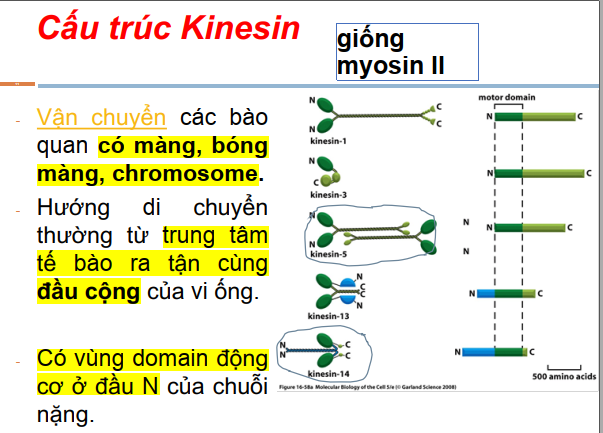 Cấu trúc Kinesin
giống
myosin II
- Vận chuyển các bào
quan có màng, bóng
màng, chromosome.
- Hướng di chuyển
thường từ trung tâm
tế bào ra tận cùng
đầu cộng của vi ống.
- Có vùng domain động
cơ ở đầu N của chuỗi
nặng.
motor domain
N C
C
N C
kinesin-1
N
C
N C
kinesin-3
N
N C
N
kinesin-5
N
C
C
N
N C
kinesin-13
N C
N C
N C
kinesin-14
500 amino acids
Figure 16-58a Molecular Biology of the Cell 5/e (© Garland Science 2008)